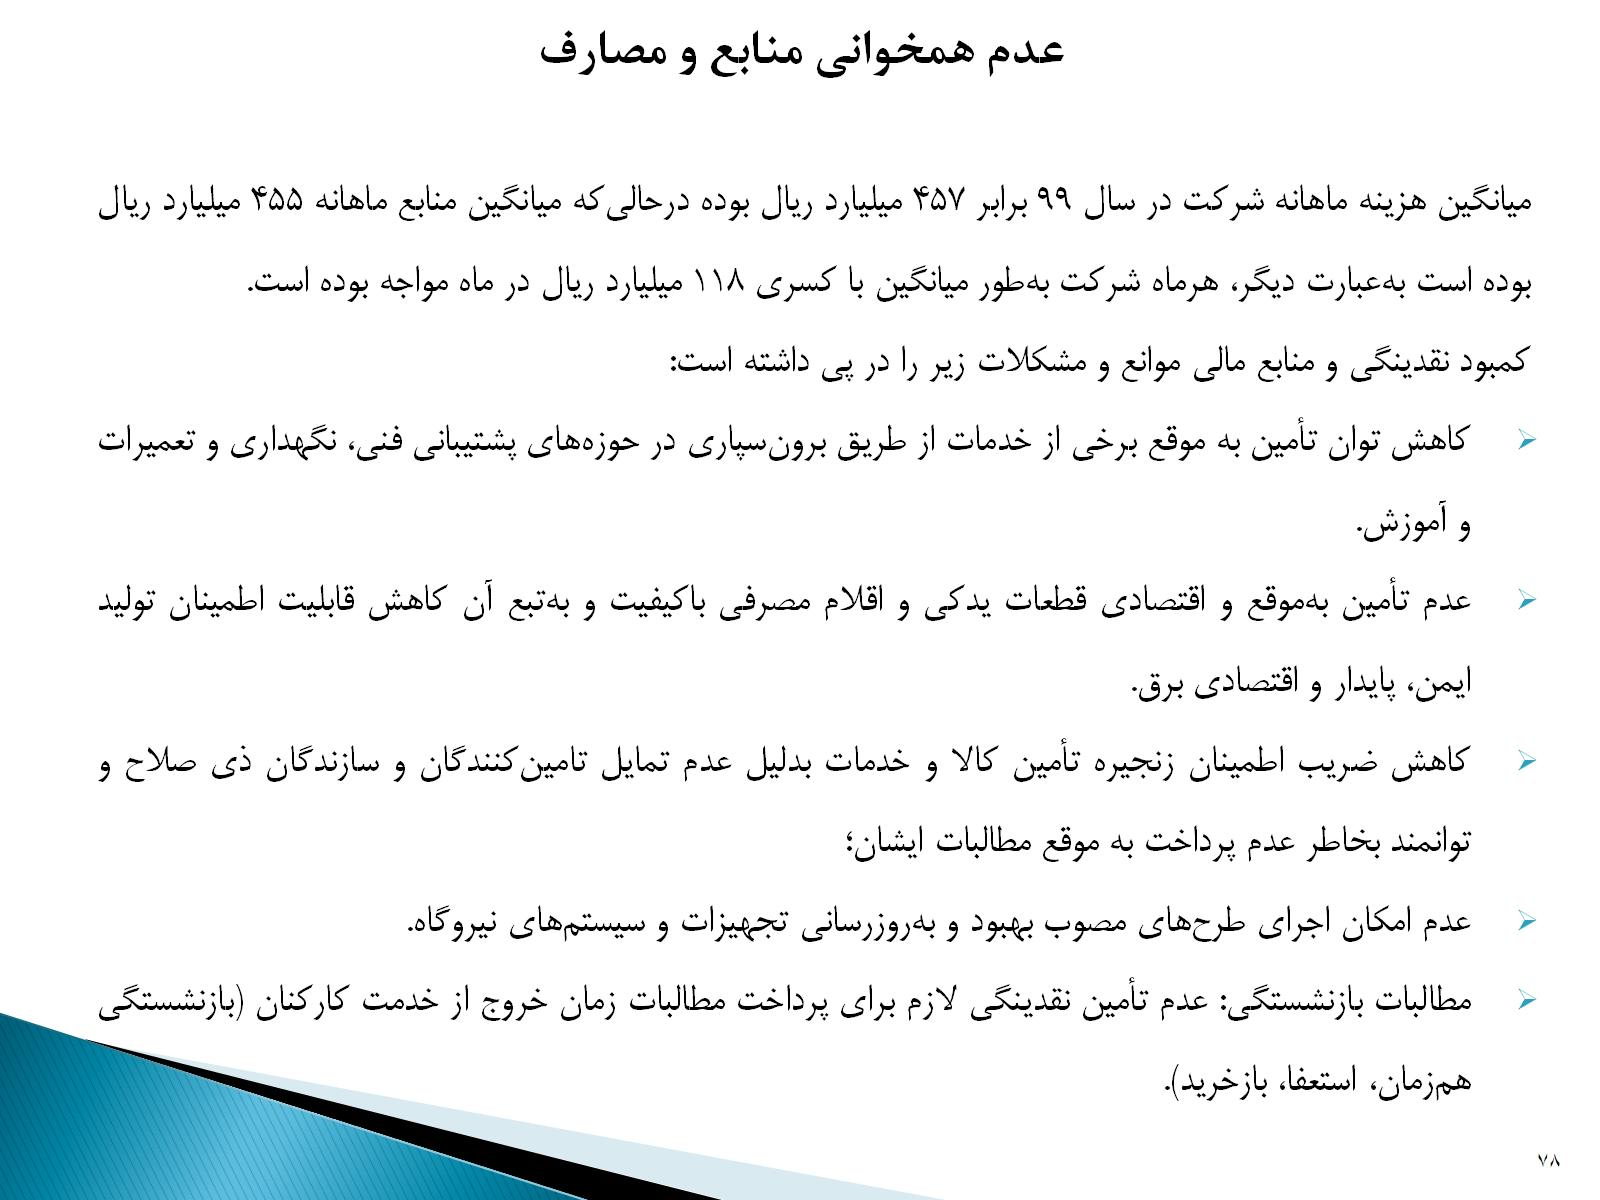 عدم همخوانی منابع و مصارف
میانگین هزینه ماهانه شرکت در سال ۹۹ برابر ۴۵۷ میلیارد ریال بوده درحالی‌که میانگین منابع ماهانه ۴۵۵ میلیارد ریال
بوده است به‌عبارت دیگر، هرماه شرکت به‌طور میانگین با کسری ۱۱۸ میلیارد ریال در ماه مواجه بوده است.
کمبود نقدینگی و منابع مالی موانع و مشکلات زیر را در پی داشته است:
کاهش توان تأمین به موقع برخی از خدمات از طریق برون‌سپاری در حوزه‌های پشتیبانی فنی، نگهداری و تعمیرات
و آموزش.
عدم تأمین به‌موقع و اقتصادی قطعات یدکی و اقلام مصرفی باکیفیت و به‌تبع آن کاهش قابلیت اطمینان تولید
ایمن، پایدار و اقتصادی برق.
کاهش ضریب اطمینان زنجیره تأمین کالا و خدمات بدلیل عدم تمایل تامین‌کنندگان و سازندگان ذی صلاح و
توانمند بخاطر عدم پرداخت به موقع مطالبات ایشان؛
عدم امکان اجرای طرح‌های مصوب بهبود و به‌روزرسانی تجهیزات و سیستم‌های نیروگاه.
مطالبات بازنشستگی: عدم تأمین نقدینگی لازم برای پرداخت مطالبات زمان خروج از خدمت کارکنان (بازنشستگی
هم‌زمان، استعفا، بازخرید).
۷۸